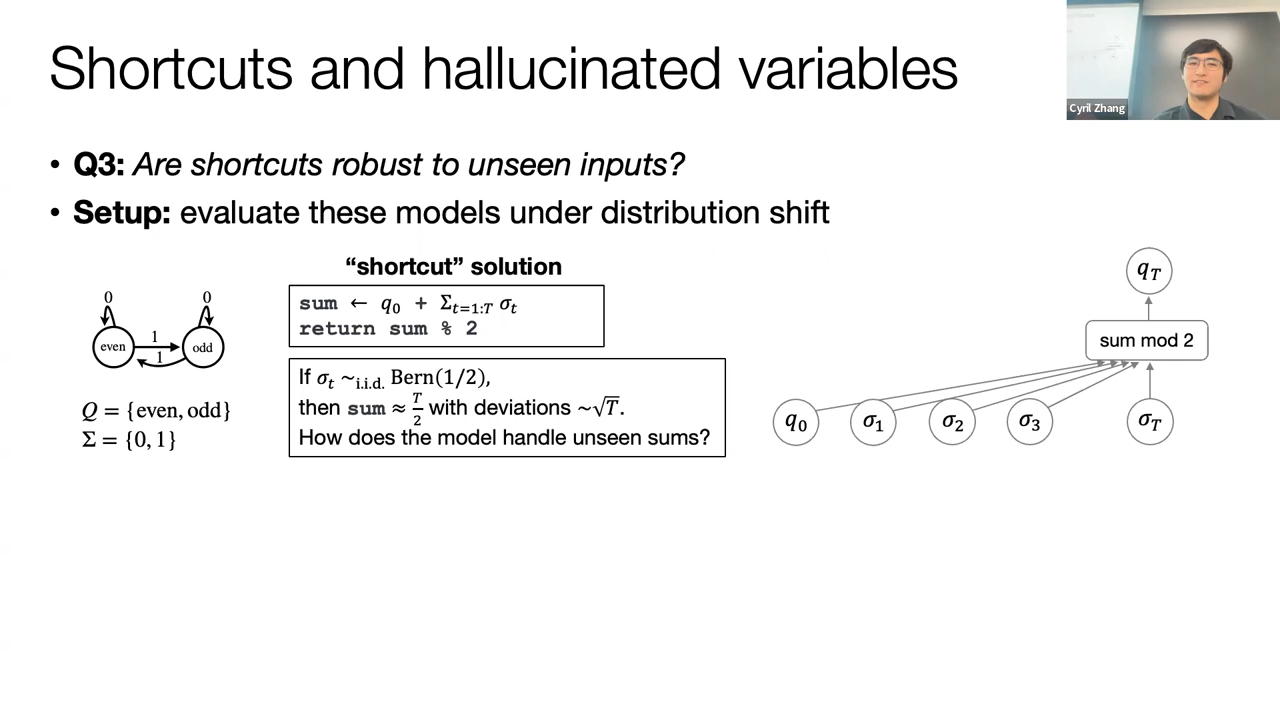 Shortcuts and hallucinated variables
Cyril Zhang
• Q3: Are shortcuts robust to unseen inputs?
• Setup: evaluate these models under distribution shift
“shortcut” solution
sum ← q₀ + Σₜ₌₁:T σₜ
return sum % 2
0 0
even 1 odd
1
Q = {even, odd}
Σ = {0, 1}
If σₜ ~i.i.d. Bern(1/2),
then sum ≈ T/2 with deviations ~√T.
How does the model handle unseen sums?
qT
sum mod 2
q₀ σ₁ σ₂ σ₃ σT